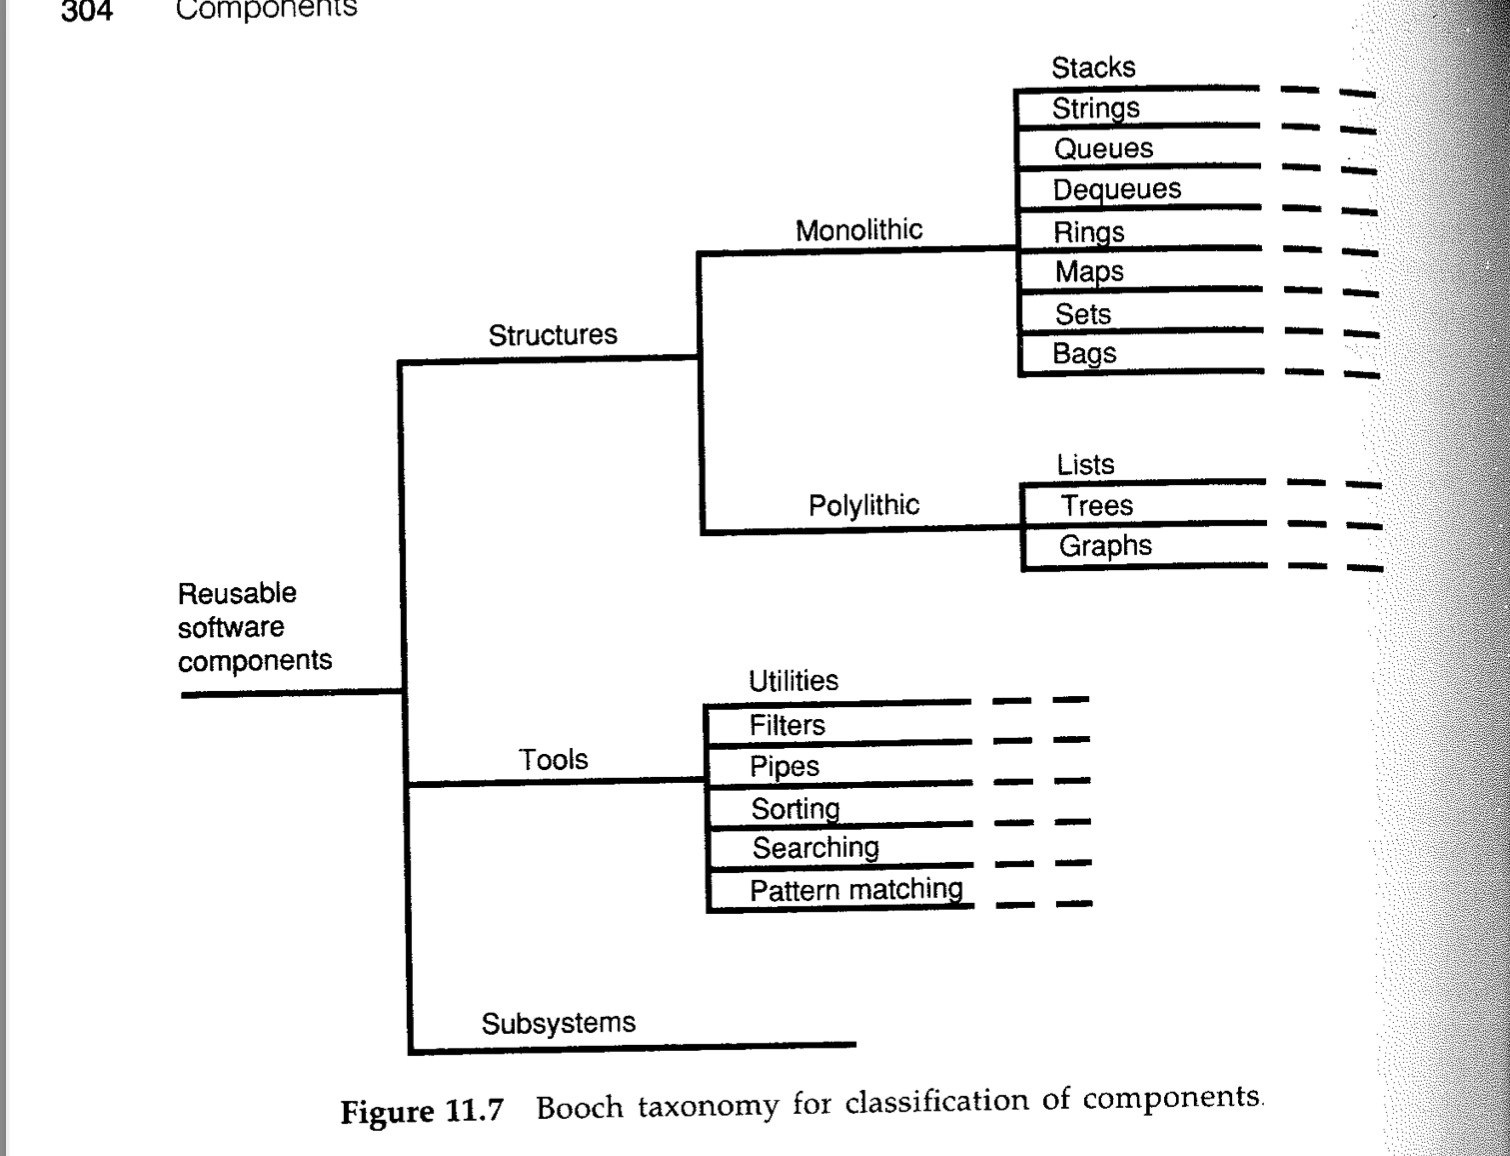 304 Components
Stacks
Strings
Queues
Dequeues
Rings
Maps
Sets
Bags
Monolithic
Structures
Lists
Trees
Graphs
Polylithic
Reusable
software
components
Utilities
Filters
Pipes
Sorting
Searching
Pattern matching
Tools
Subsystems
Figure 11.7 Booch taxonomy for classification of components.